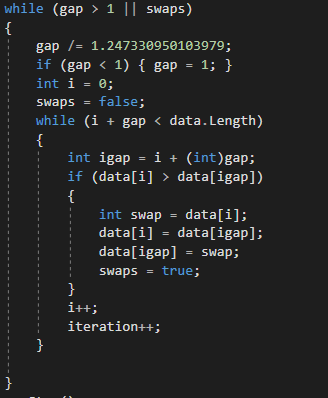 while (gap > 1 || swaps)
{
gap /= 1.247330950103979;
if (gap < 1) { gap = 1; }
int i = 0;
swaps = false;
while (i + gap < data.Length)
{
int igap = i + (int)gap;
if (data[i] > data[igap])
{
int swap = data[i];
data[i] = data[igap];
data[igap] = swap;
swaps = true;
}
i++;
iteration++;
}
}